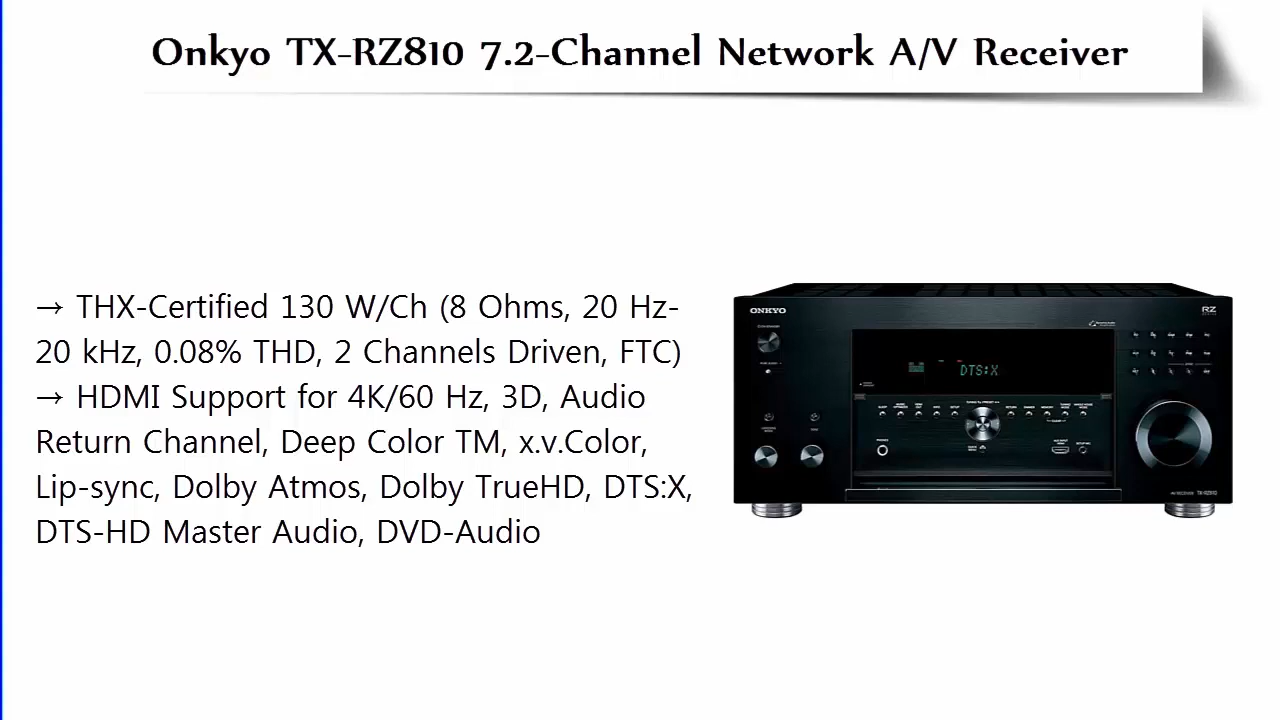 Onkyo TX-RZ810 7.2-Channel Network A/V Receiver
→ THX-Certified 130 W/Ch (8 Ohms, 20 Hz-
20 kHz, 0.08% THD, 2 Channels Driven, FTC)
→ HDMI Support for 4K/60 Hz, 3D, Audio
Return Channel, Deep Color TM, x.v.Color,
Lip-sync, Dolby Atmos, Dolby TrueHD, DTS:X,
DTS-HD Master Audio, DVD-Audio
ONKYO
RZ
DTS:X